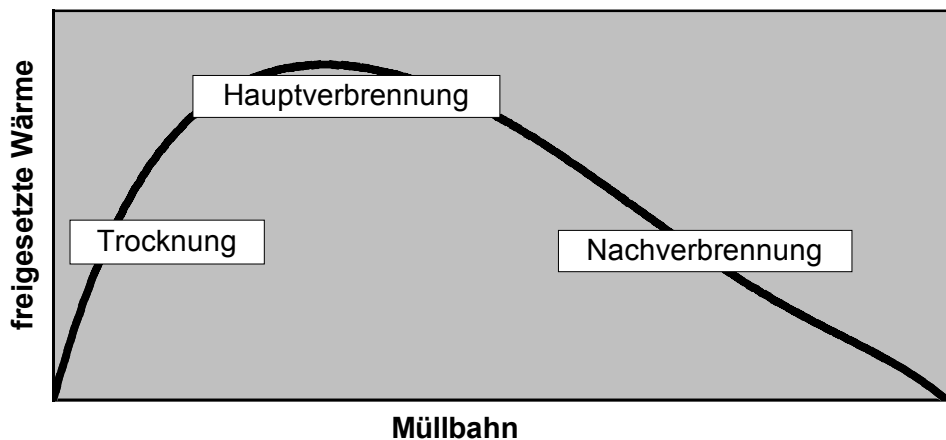 freigesetzte Wärme
Hauptverbrennung
Trocknung
Nachverbrennung
Müllbahn